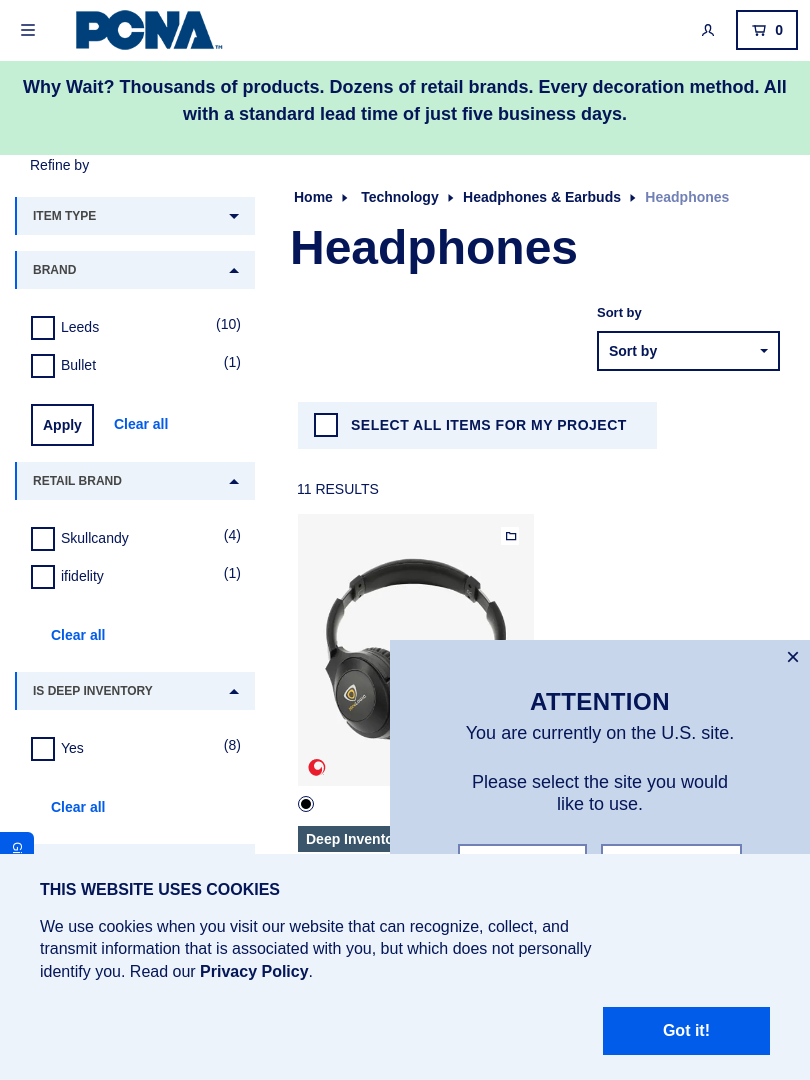 PCNA™
0
Why Wait? Thousands of products. Dozens of retail brands. Every decoration method. All
with a standard lead time of just five business days.
Refine by
Home
Technology
Headphones & Earbuds
Headphones
ITEM TYPE
Headphones
BRAND
Sort by
Leeds
(10)
Sort by
Bullet
(1)
Apply
Clear all
SELECT ALL ITEMS FOR MY PROJECT
RETAIL BRAND
11 RESULTS
Skullcandy
(4)
ifidelity
(1)
Clear all
IS DEEP INVENTORY
Yes
(8)
Clear all
Deep Invento
×
ATTENTION
You are currently on the U.S. site.
Please select the site you would
like to use.
THIS WEBSITE USES COOKIES
We use cookies when you visit our website that can recognize, collect, and
transmit information that is associated with you, but which does not personally
identify you. Read our Privacy Policy.
Got it!